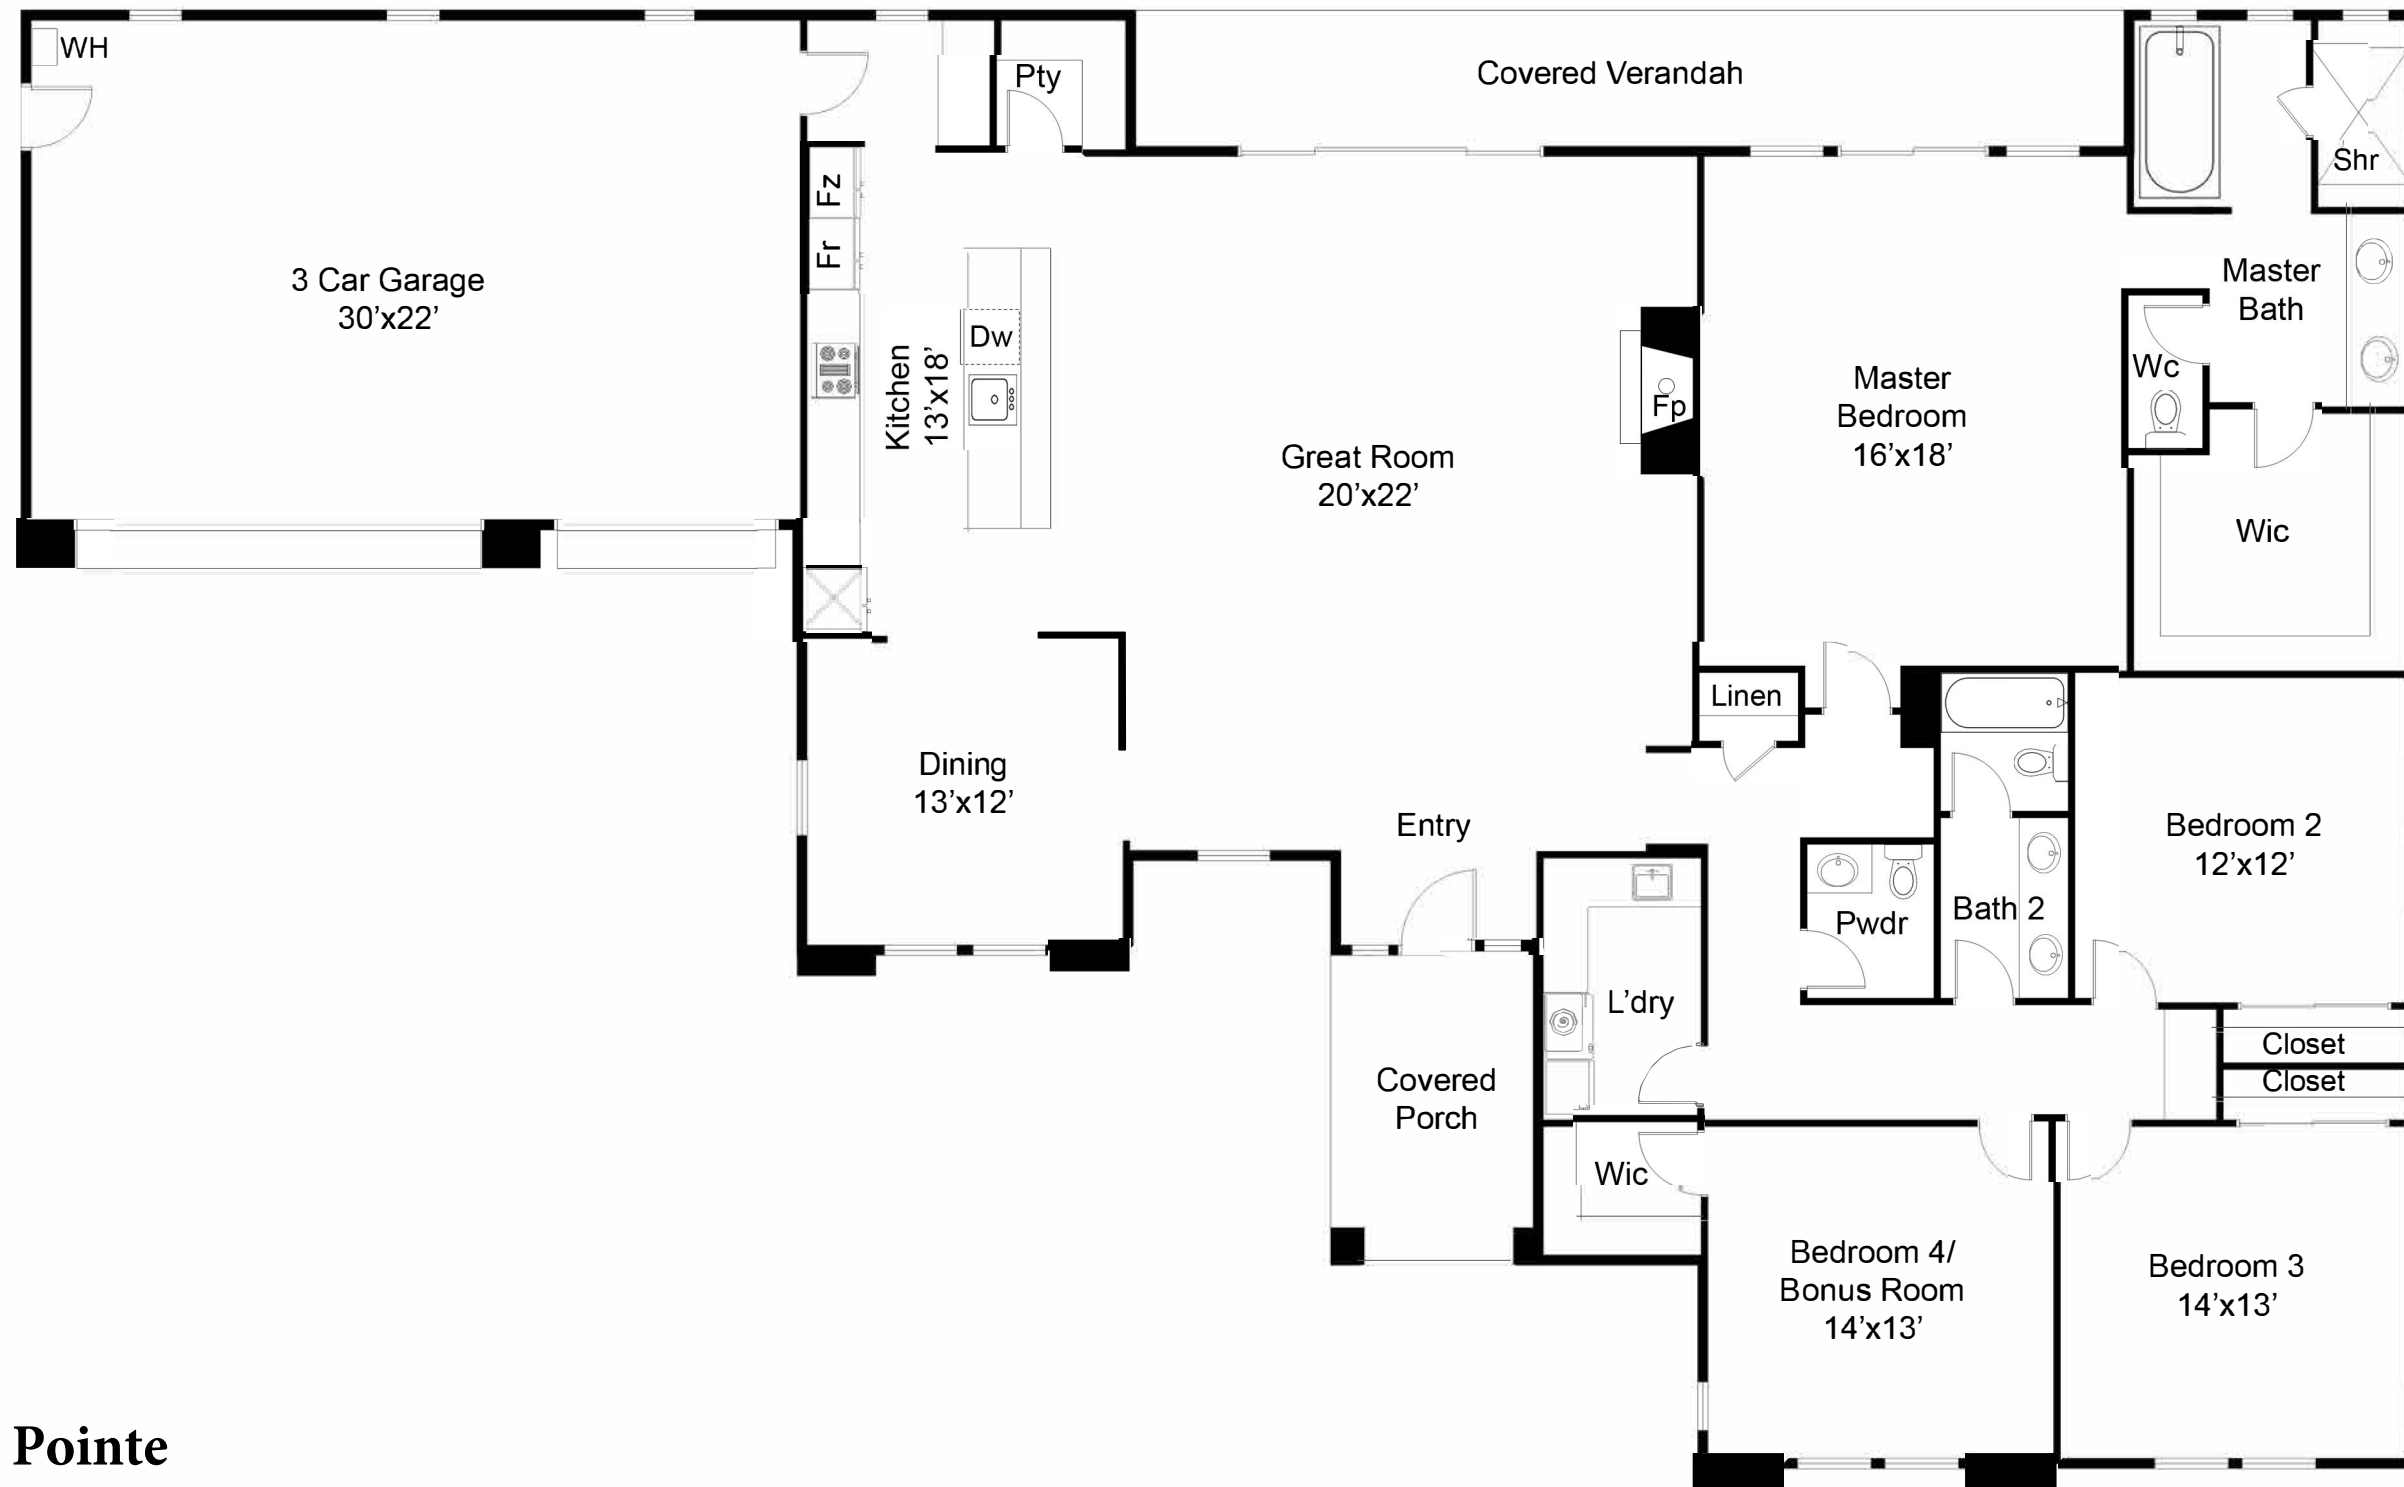 WH
Pty
Covered Verandah
Shr
Fz
Fr
3 Car Garage
30’x22’
Kitchen
13’x18’
Dw
Great Room
20’x22’
Fp
Master
Bedroom
16’x18’
Master
Bath
Wc
Wic
Linen
Dining
13’x12’
Entry
Bedroom 2
12’x12’
Pwdr
Bath 2
L’dry
Closet
Closet
Covered
Porch
Wic
Bedroom 4/
Bonus Room
14’x13’
Bedroom 3
14’x13’
Pointe